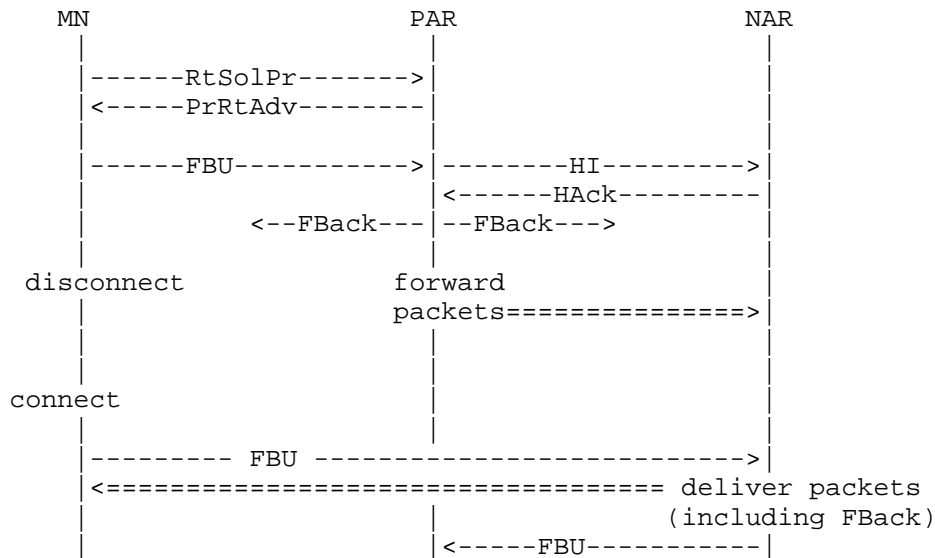 MN PAR NAR
| | |
|------RtSolPr------->| |
|<-----PrRtAdv--------| |
| | |
|------FBU----------->|--------HI--------->|
| |<------HAck---------|
| <--FBack---|--FBack---> |
| | |
disconnect forward |
| packets===============>|
| | |
| | |
connect | |
| | |
|--------- FBU --------------------------->|
|<=================================== deliver packets
| | (including FBack)
| |<-----FBU-----------|